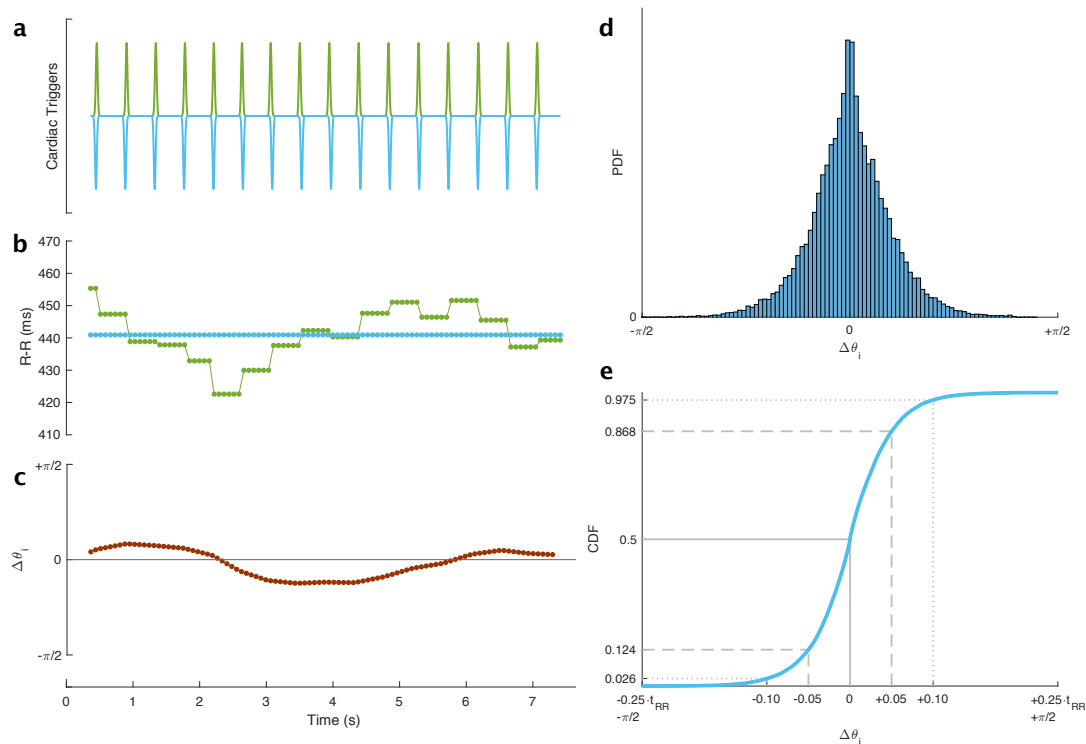 a
Cardiac Triggers
b
470
460
450
440
430
420
410
R-R (ms)
c
+π/2
0
-π/2
Δθi
0 1 2 3 4 5 6 7
Time (s)
d
PDF
0
-π/2 0 +π/2
Δθi
e
0.975
0.868
0.5
0.124
0.026
CDF
-0.25·tRR -0.10 -0.05 0 +0.05 +0.10 +0.25·tRR
-π/2 +π/2
Δθi